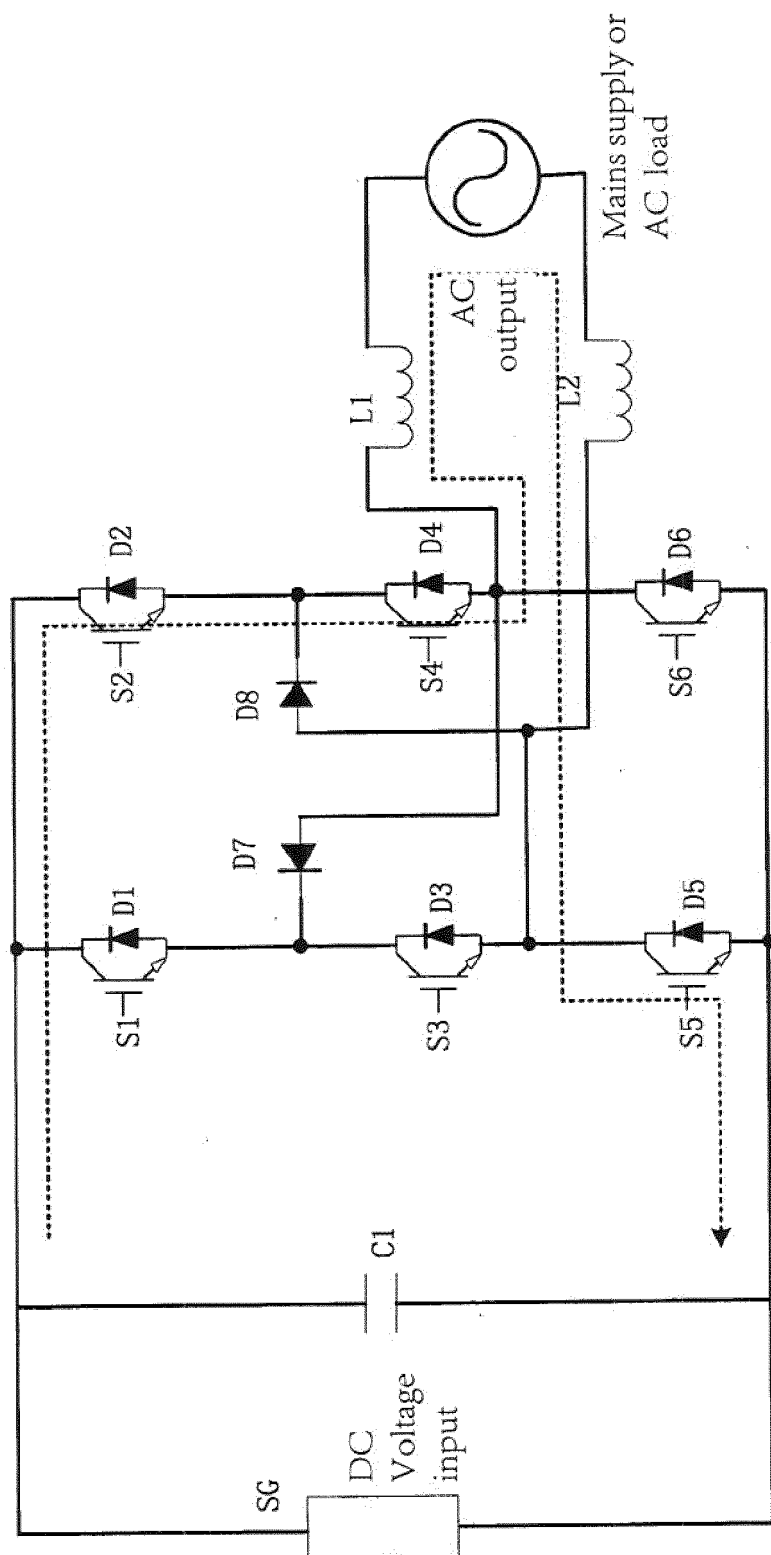 SG
DC
Voltage
input
C1
S1
D1
S2
D2
D7
D8
S3
D3
S4
D4
S5
D5
S6
D6
L1
L2
AC
output
Mains supply or
AC load